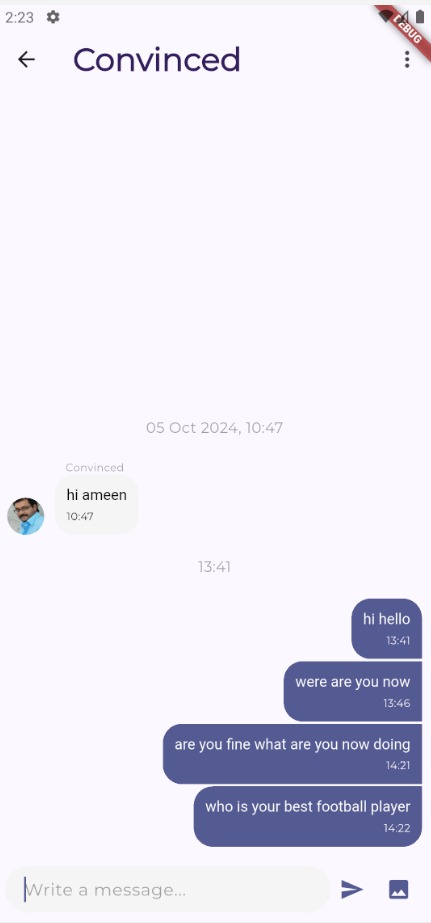 2:23
DEBUG
Convinced
05 Oct 2024, 10:47
Convinced
hi ameen
10:47
13:41
hi hello
13:41
were are you now
13:46
are you fine what are you now doing
14:21
who is your best football player
14:22
Write a message...